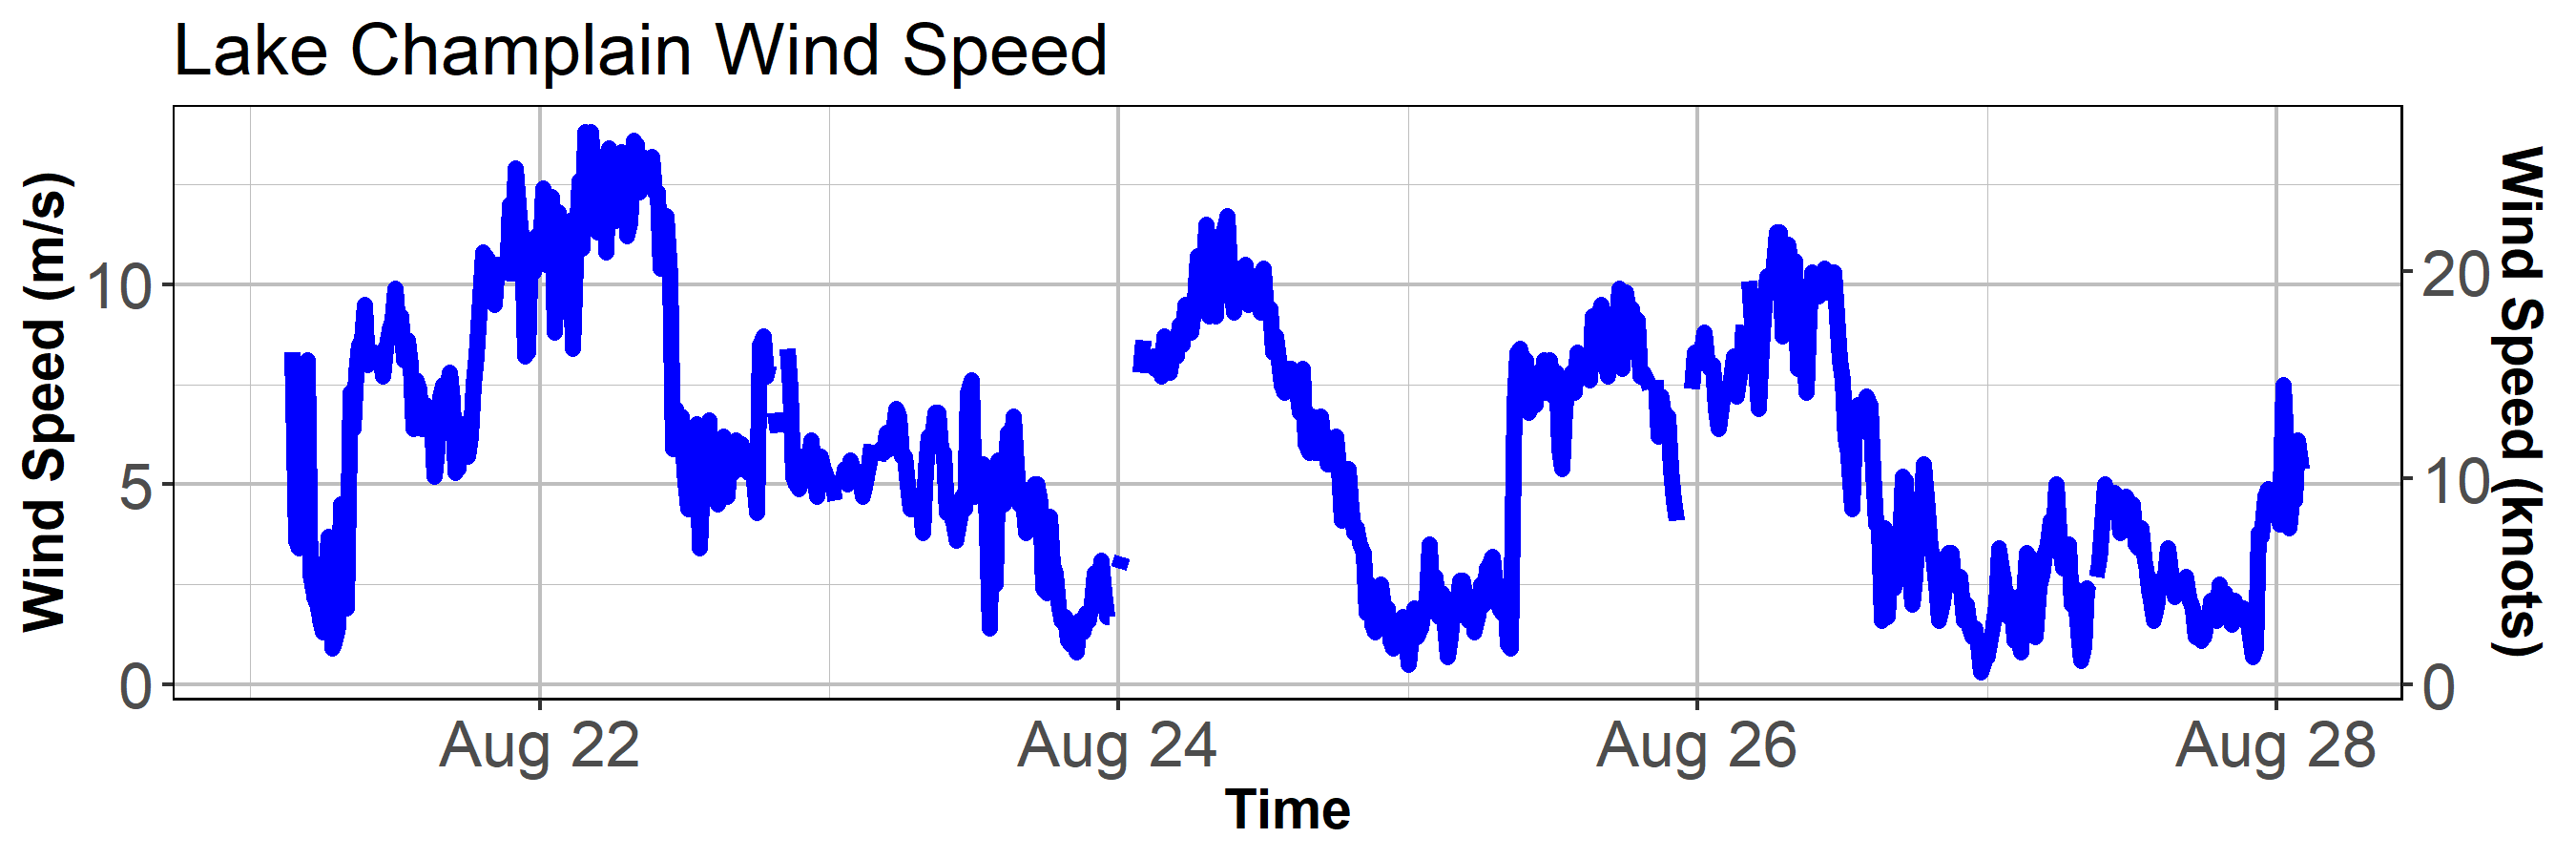 Lake Champlain Wind Speed
Wind Speed (m/s)
10
5
0
20
10
0
Wind Speed (knots)
Aug 22
Aug 24
Aug 26
Aug 28
Time